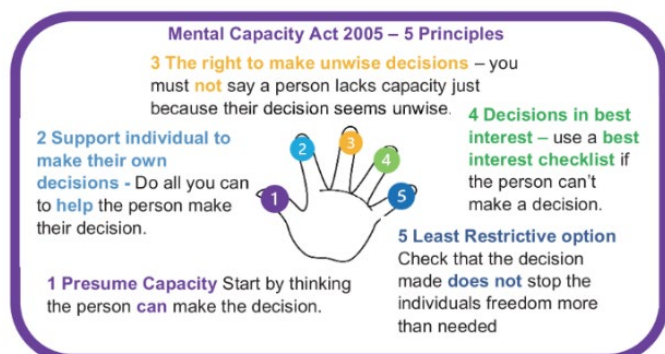 Mental Capacity Act 2005 – 5 Principles
3 The right to make unwise decisions – you
must not say a person lacks capacity just
because their decision seems unwise.
2 Support individual to
make their own
decisions - Do all you can
to help the person make
their decision.
4 Decisions in best
interest – use a best
interest checklist if
the person can't
make a decision.
1
2
3
4
5
1 Presume Capacity Start by thinking
the person can make the decision.
5 Least Restrictive option
Check that the decision
made does not stop the
individuals freedom more
than needed